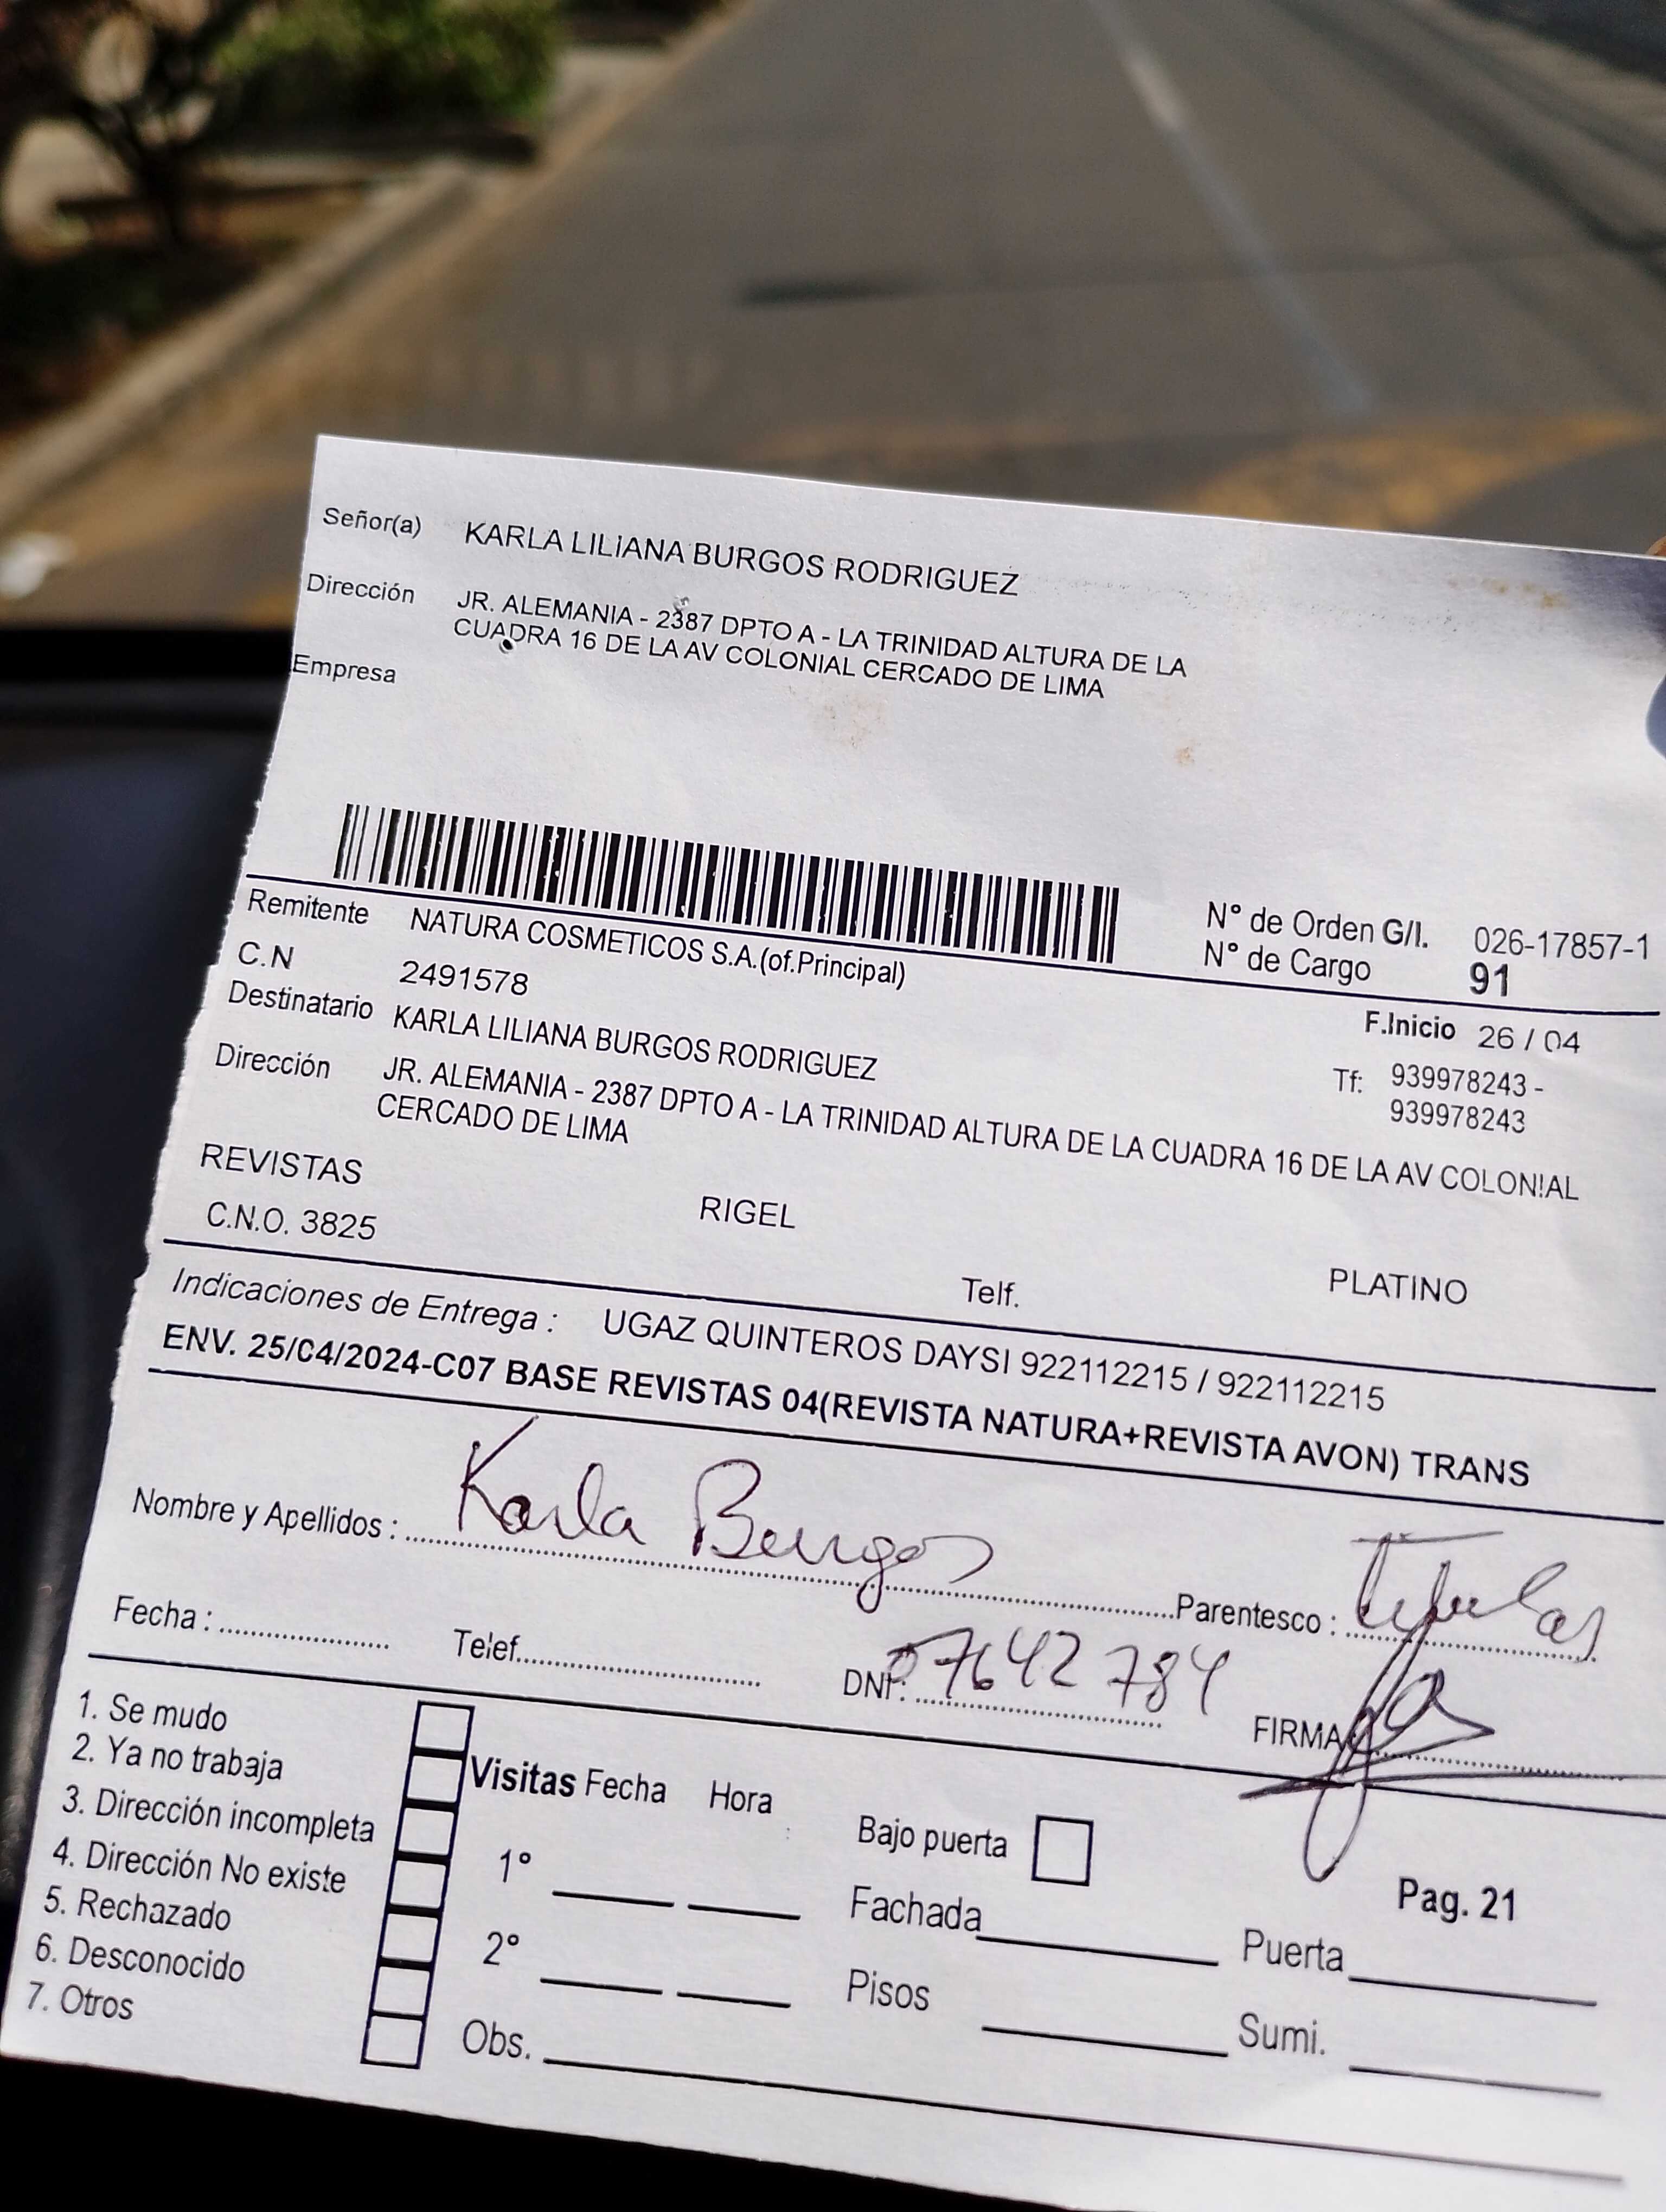 Señor(a) KARLA LILIANA BURGOS RODRIGUEZ
Dirección JR. ALEMANIA - 2387 DPTO A - LA TRINIDAD ALTURA DE LA
CUADRA 16 DE LA AV COLONIAL CERCADO DE LIMA
Empresa
N° de Orden G/I. 026-17857-1
N° de Cargo 91
Remitente NATURA COSMETICOS S.A.(of.Principal)
C.N 2491578
F.Inicio 26 / 04
Destinatario KARLA LILIANA BURGOS RODRIGUEZ
Tf: 939978243 -
939978243
Dirección JR. ALEMANIA - 2387 DPTO A - LA TRINIDAD ALTURA DE LA CUADRA 16 DE LA AV COLONIAL
CERCADO DE LIMA
REVISTAS RIGEL PLATINO
C.N.O. 3825 Telf.
Indicaciones de Entrega : UGAZ QUINTEROS DAYSI 922112215 / 922112215
ENV. 25/04/2024-C07 BASE REVISTAS 04(REVISTA NATURA+REVISTA AVON) TRANS
Nombre y Apellidos : Karla Burgos Parentesco :
Fecha : Telef. DNI: 07642784 FIRMA
1. Se mudo
2. Ya no trabaja
3. Dirección incompleta
4. Dirección No existe
5. Rechazado
6. Desconocido
7. Otros
Visitas Fecha Hora
1°
2°
Obs.
Bajo puerta
Pag. 21
Fachada Puerta
Pisos Sumi.